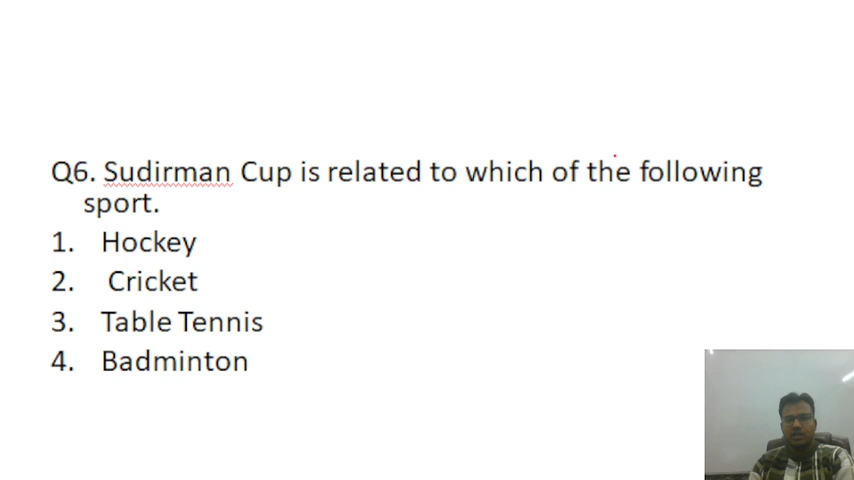 Q6. Sudirman Cup is related to which of the following
sport.
1. Hockey
2. Cricket
3. Table Tennis
4. Badminton